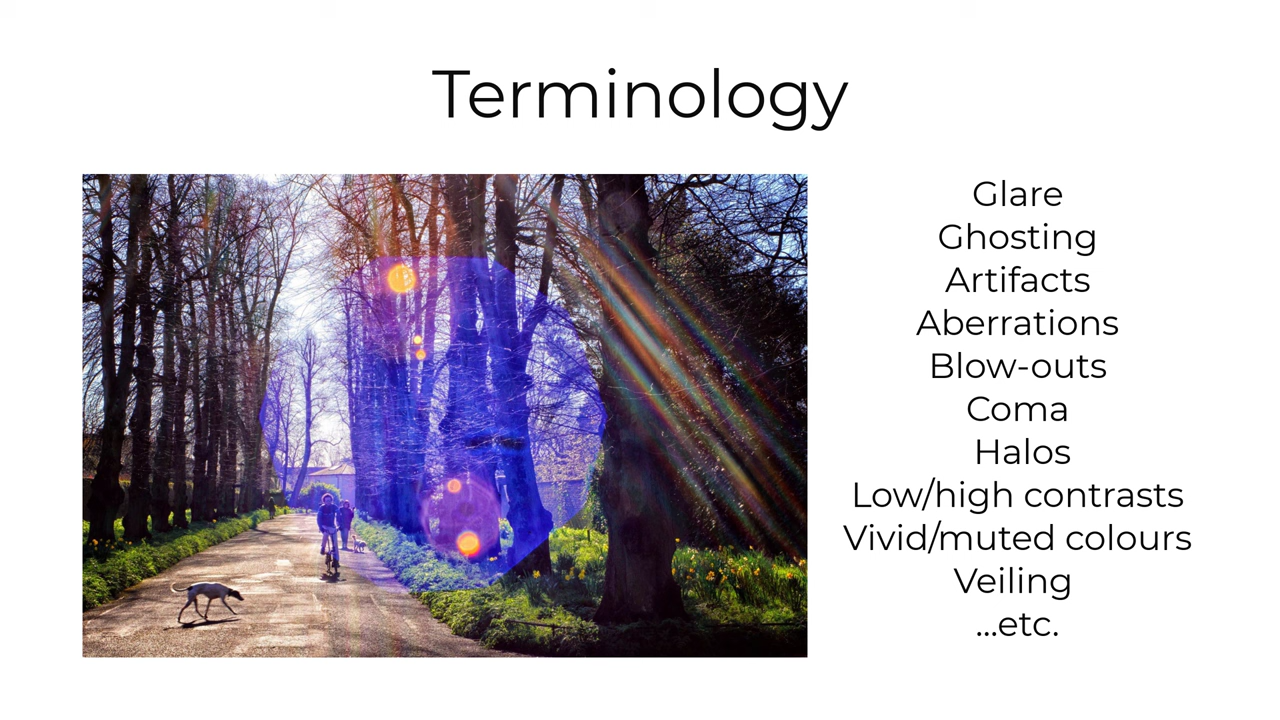 Terminology
Glare
Ghosting
Artifacts
Aberrations
Blow-outs
Coma
Halos
Low/high contrasts
Vivid/muted colours
Veiling
...etc.